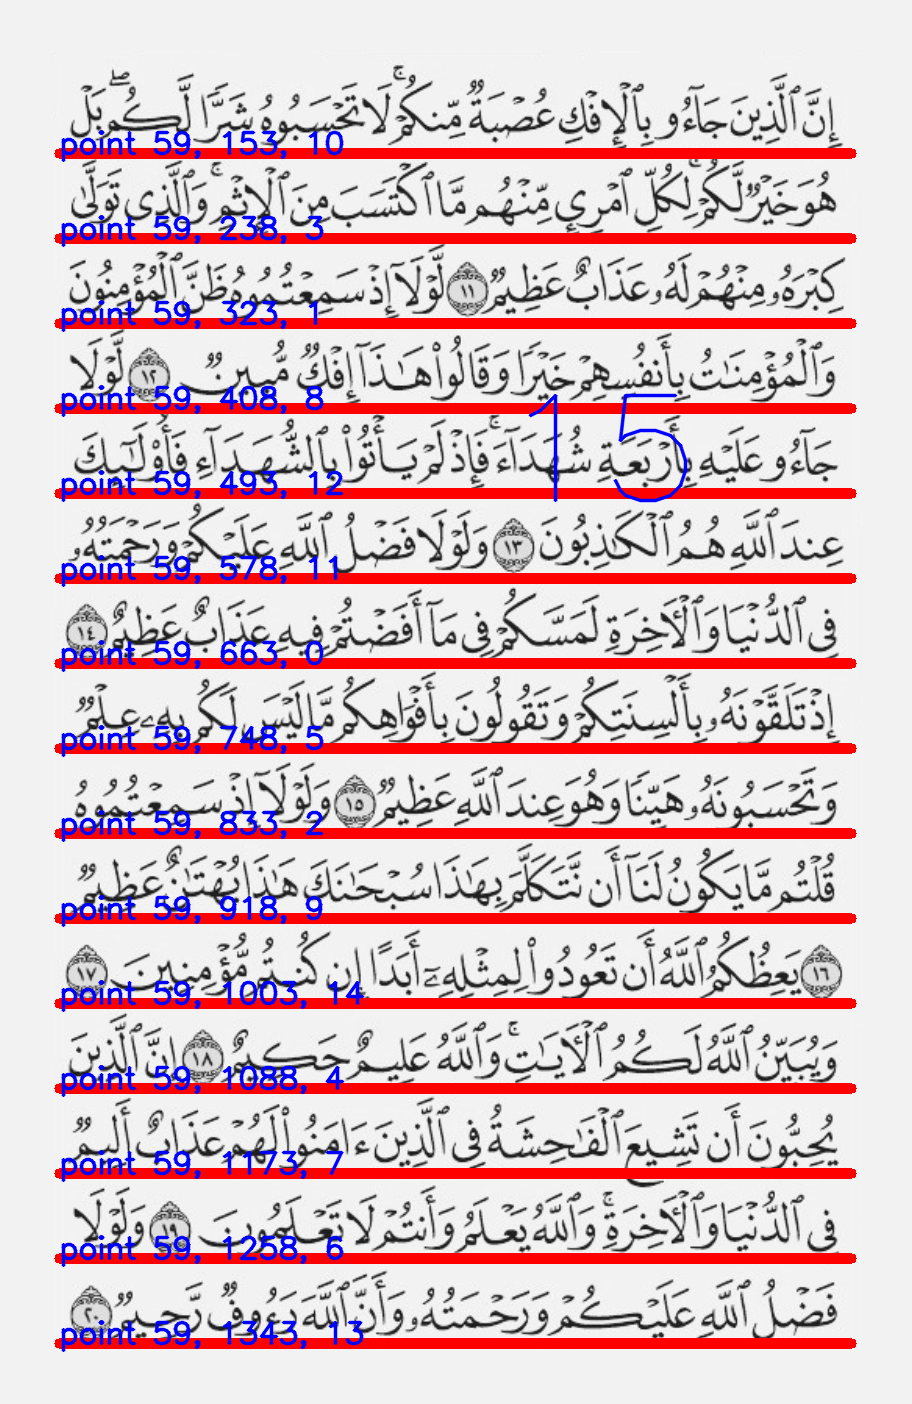 إِنَّ ٱلَّذِينَ جَآءُو بِٱلْإِفْكِ عُصْبَةٌ مِّنكُمْ ۚ لَا تَحْسَبُوهُ شَرًّا لَّكُم ۖ بَلْ
point 59, 153, 10
هُوَ خَيْرٌ لَّكُمْ ۚ لِكُلِّ ٱمْرِئٍ مِّنْهُم مَّا ٱكْتَسَبَ مِنَ ٱلْإِثْمِ ۚ وَٱلَّذِى تَوَلَّىٰ
point 59, 238, 3
كِبْرَهُۥ مِنْهُمْ لَهُۥ عَذَابٌ عَظِيمٌ ١١ لَّوْلَآ إِذْ سَمِعْتُمُوهُ ظَنَّ ٱلْمُؤْمِنُونَ
point 59, 323, 1
وَٱلْمُؤْمِنَٰتُ بِأَنفُسِهِمْ خَيْرًا وَقَالُوا۟ هَٰذَآ إِفْكٌ مُّبِينٌ ١٢ لَّوْلَا
point 59, 408, 8
15
جَآءُو عَلَيْهِ بِأَرْبَعَةِ شُهَدَآءَ ۚ فَإِذْ لَمْ يَأْتُوا۟ بِٱلشُّهَدَآءِ فَأُو۟لَٰٓئِكَ
point 59, 493, 12
عِندَ ٱللَّهِ هُمُ ٱلْكَٰذِبُونَ ١٣ وَلَوْلَا فَضْلُ ٱللَّهِ عَلَيْكُمْ وَرَحْمَتُهُۥ
point 59, 578, 11
فِى ٱلدُّنْيَا وَٱلْءَاخِرَةِ لَمَسَّكُمْ فِى مَآ أَفَضْتُمْ فِيهِ عَذَابٌ عَظِيمٌ ١٤
point 59, 663, 0
إِذْ تَلَقَّوْنَهُۥ بِأَلْسِنَتِكُمْ وَتَقُولُونَ بِأَفْوَاهِكُم مَّا لَيْسَ لَكُم بِهِۦ عِلْمٌ
point 59, 748, 5
وَتَحْسَبُونَهُۥ هَيِّنًا وَهُوَ عِندَ ٱللَّهِ عَظِيمٌ ١٥ وَلَوْلَآ إِذْ سَمِعْتُمُوهُ
point 59, 833, 2
قُلْتُم مَّا يَكُونُ لَنَآ أَن نَّتَكَلَّمَ بِهَٰذَا سُبْحَٰنَكَ هَٰذَا بُهْتَٰنٌ عَظِيمٌ
point 59, 918, 9
١٦ يَعِظُكُمُ ٱللَّهُ أَن تَعُودُوا۟ لِمِثْلِهِۦٓ أَبَدًا إِن كُنتُم مُّؤْمِنِينَ ١٧
point 59, 1003, 14
وَيُبَيِّنُ ٱللَّهُ لَكُمُ ٱلْءَايَٰتِ ۚ وَٱللَّهُ عَلِيمٌ حَكِيمٌ ١٨ إِنَّ ٱلَّذِينَ
point 59, 1088, 4
يُحِبُّونَ أَن تَشِيعَ ٱلْفَٰحِشَةُ فِى ٱلَّذِينَ ءَامَنُوا۟ لَهُمْ عَذَابٌ أَلِيمٌ
point 59, 1173, 7
فِى ٱلدُّنْيَا وَٱلْءَاخِرَةِ ۚ وَٱللَّهُ يَعْلَمُ وَأَنتُمْ لَا تَعْلَمُونَ ١٩ وَلَوْلَا
point 59, 1258, 6
فَضْلُ ٱللَّهِ عَلَيْكُمْ وَرَحْمَتُهُۥ وَأَنَّ ٱللَّهَ رَءُوفٌ رَّحِيمٌ ٢٠
point 59, 1343, 13